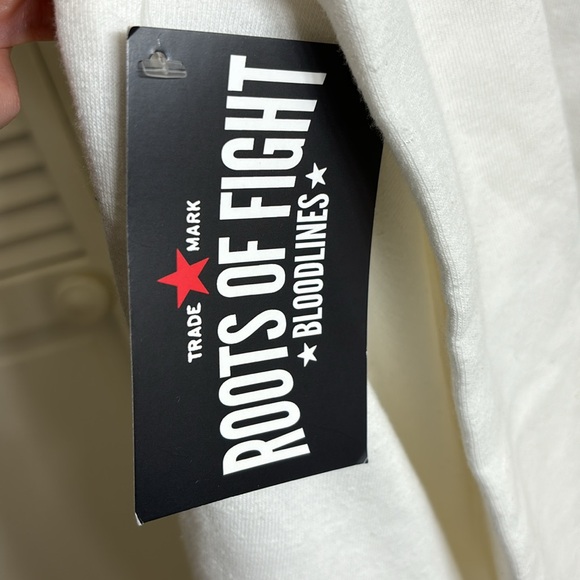 TRADE ★ MARK
ROOTS OF FIGHT
★ BLOODLINES ★